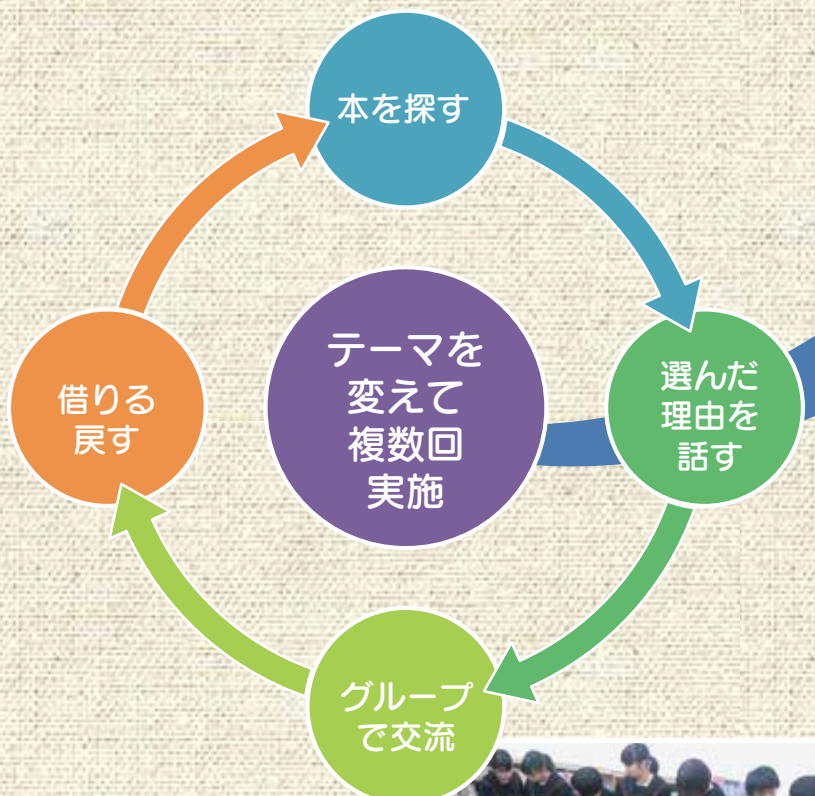 本を探す
選んだ
理由を
話す
グループ
で交流
借りる
戻す
テーマを
変えて
複数回
実施